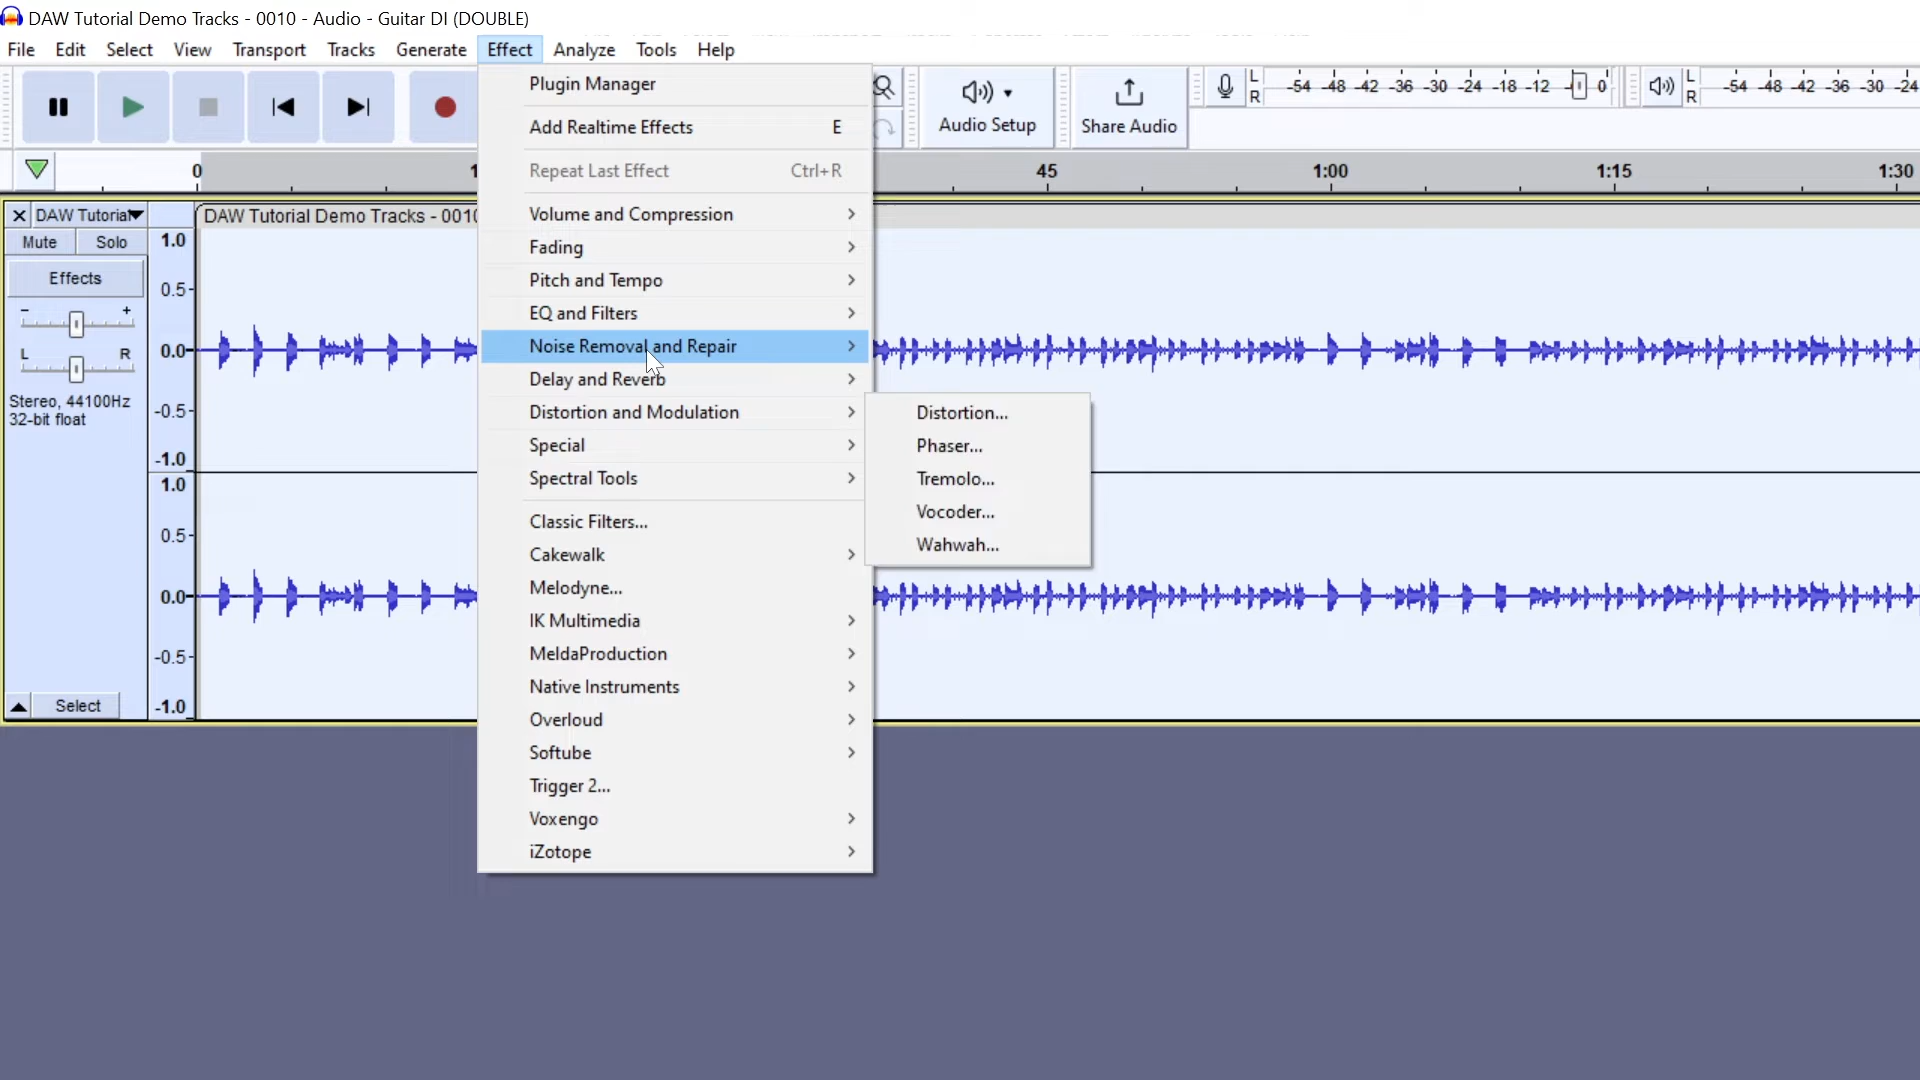 DAW Tutorial Demo Tracks - 0010 - Audio - Guitar DI (DOUBLE)
File Edit Select View Transport Tracks Generate Effect Analyze Tools Help
Audio Setup
Share Audio
L
R
-54 -48 -42 -36 -30 -24 -18 -12 0
L
R
-54 -48 -42 -36 -30 -24
0 45 1:00 1:15 1:30
DAW Tutorial
DAW Tutorial Demo Tracks - 0010
Mute Solo
Effects
- +
L R
Stereo, 44100Hz
32-bit float
Select
1.0
0.5
0.0
-0.5
-1.0
1.0
0.5
0.0
-0.5
-1.0
Plugin Manager
Add Realtime Effects E
Repeat Last Effect Ctrl+R
Volume and Compression
Fading
Pitch and Tempo
EQ and Filters
Noise Removal and Repair
Delay and Reverb
Distortion and Modulation
Special
Spectral Tools
Classic Filters...
Cakewalk
Melodyne...
IK Multimedia
MeldaProduction
Native Instruments
Overloud
Softube
Trigger 2...
Voxengo
iZotope
Distortion...
Phaser...
Tremolo...
Vocoder...
Wahwah...